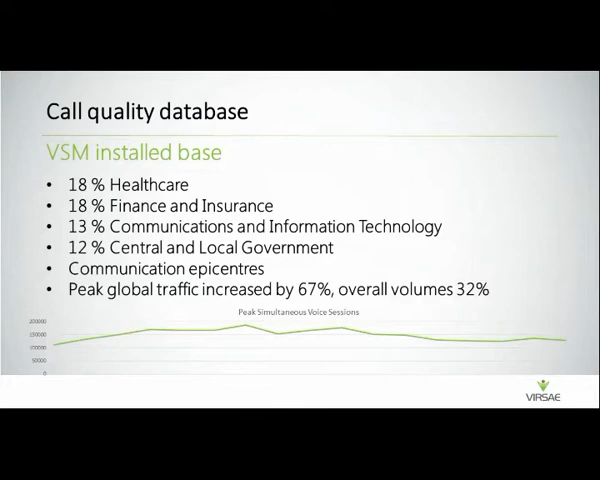 Call quality database
VSM installed base
• 18 % Healthcare
• 18 % Finance and Insurance
• 13 % Communications and Information Technology
• 12 % Central and Local Government
• Communication epicentres
• Peak global traffic increased by 67%, overall volumes 32%
Peak Simultaneous Voice Sessions
200000
150000
100000
50000
0
VIRSAE